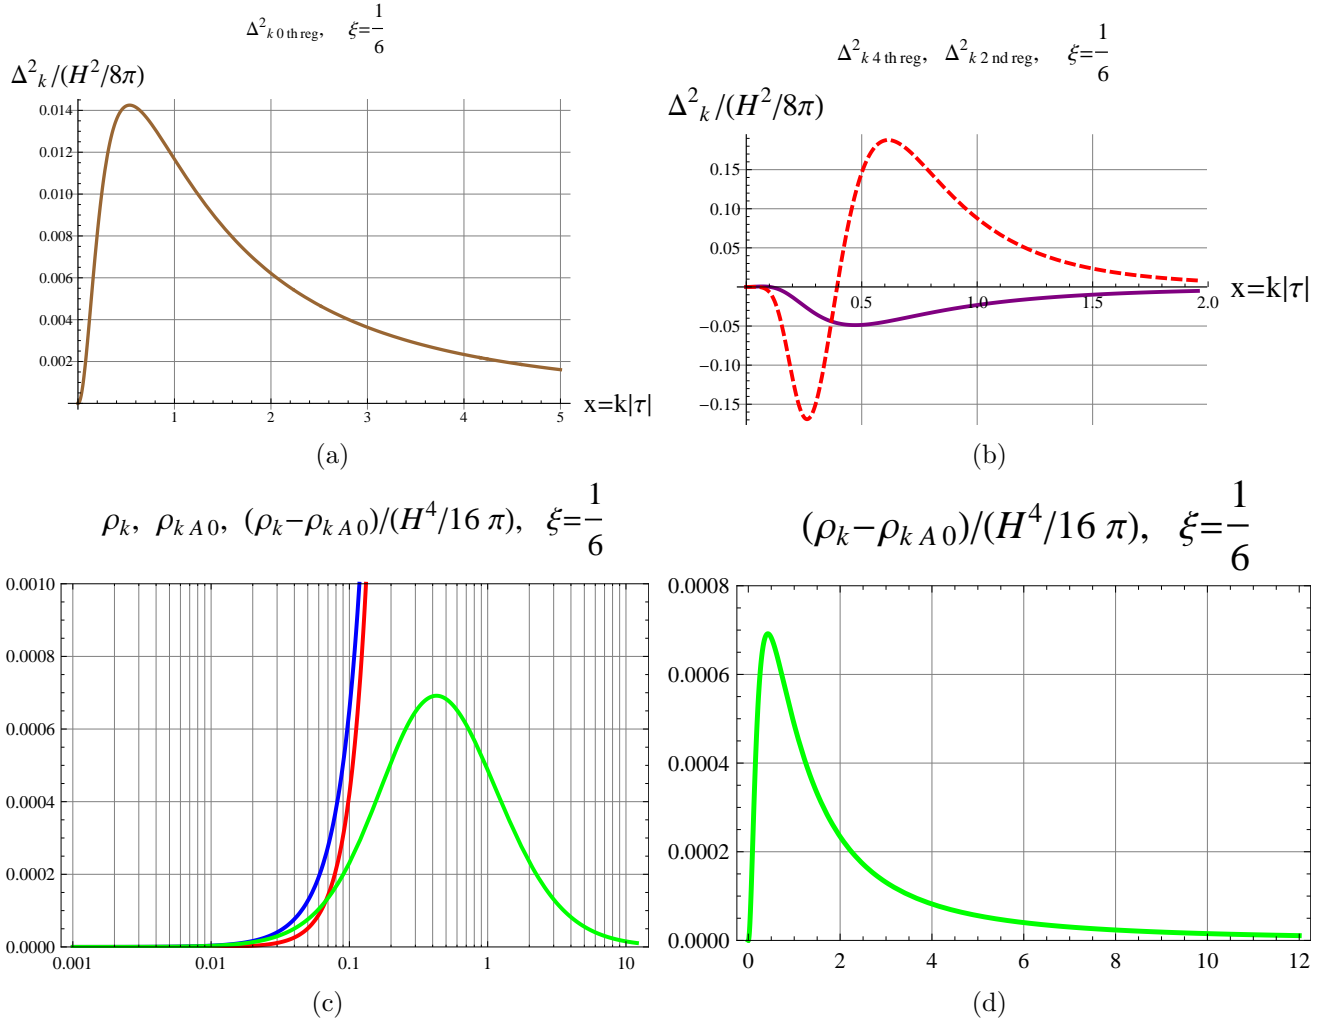 Δ²ₖ ₀ ₜₕ ᵣₑg, ξ=1/6
Δ²ₖ/(H²/8π)
0.014
0.012
0.010
0.008
0.006
0.004
0.002
1 2 3 4 5
x=k|τ|
(a)
Δ²ₖ ₄ ₜₕ ᵣₑg, Δ²ₖ ₂ ₙd ᵣₑg, ξ=1/6
Δ²ₖ/(H²/8π)
0.15
0.10
0.05
−0.05
−0.10
−0.15
0.5 1.0 1.5 2.0
x=k|τ|
(b)
ρₖ, ρₖ A 0, (ρₖ−ρₖ A 0)/(H⁴/16 π), ξ=1/6
0.0010
0.0008
0.0006
0.0004
0.0002
0.0000
0.001 0.01 0.1 1 10
(c)
(ρₖ−ρₖ A 0)/(H⁴/16 π), ξ=1/6
0.0008
0.0006
0.0004
0.0002
0.0000
0 2 4 6 8 10 12
(d)